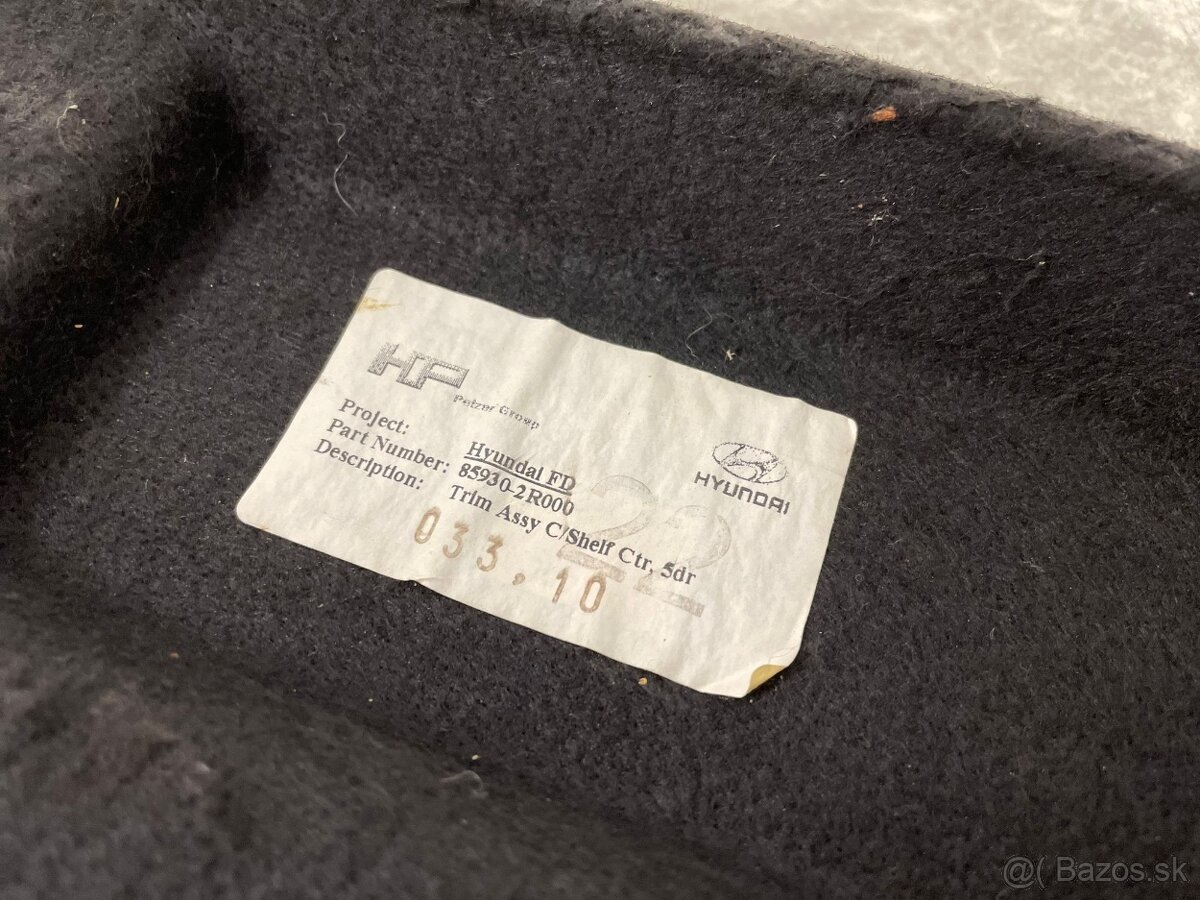 HP
Pelzer Group
HYUNDAI
Project: Hyundai FD
Part Number: 85930-2R000
Description: Trim Assy C/Shelf Ctr, 5dr
22
033,10
@( Bazos.sk